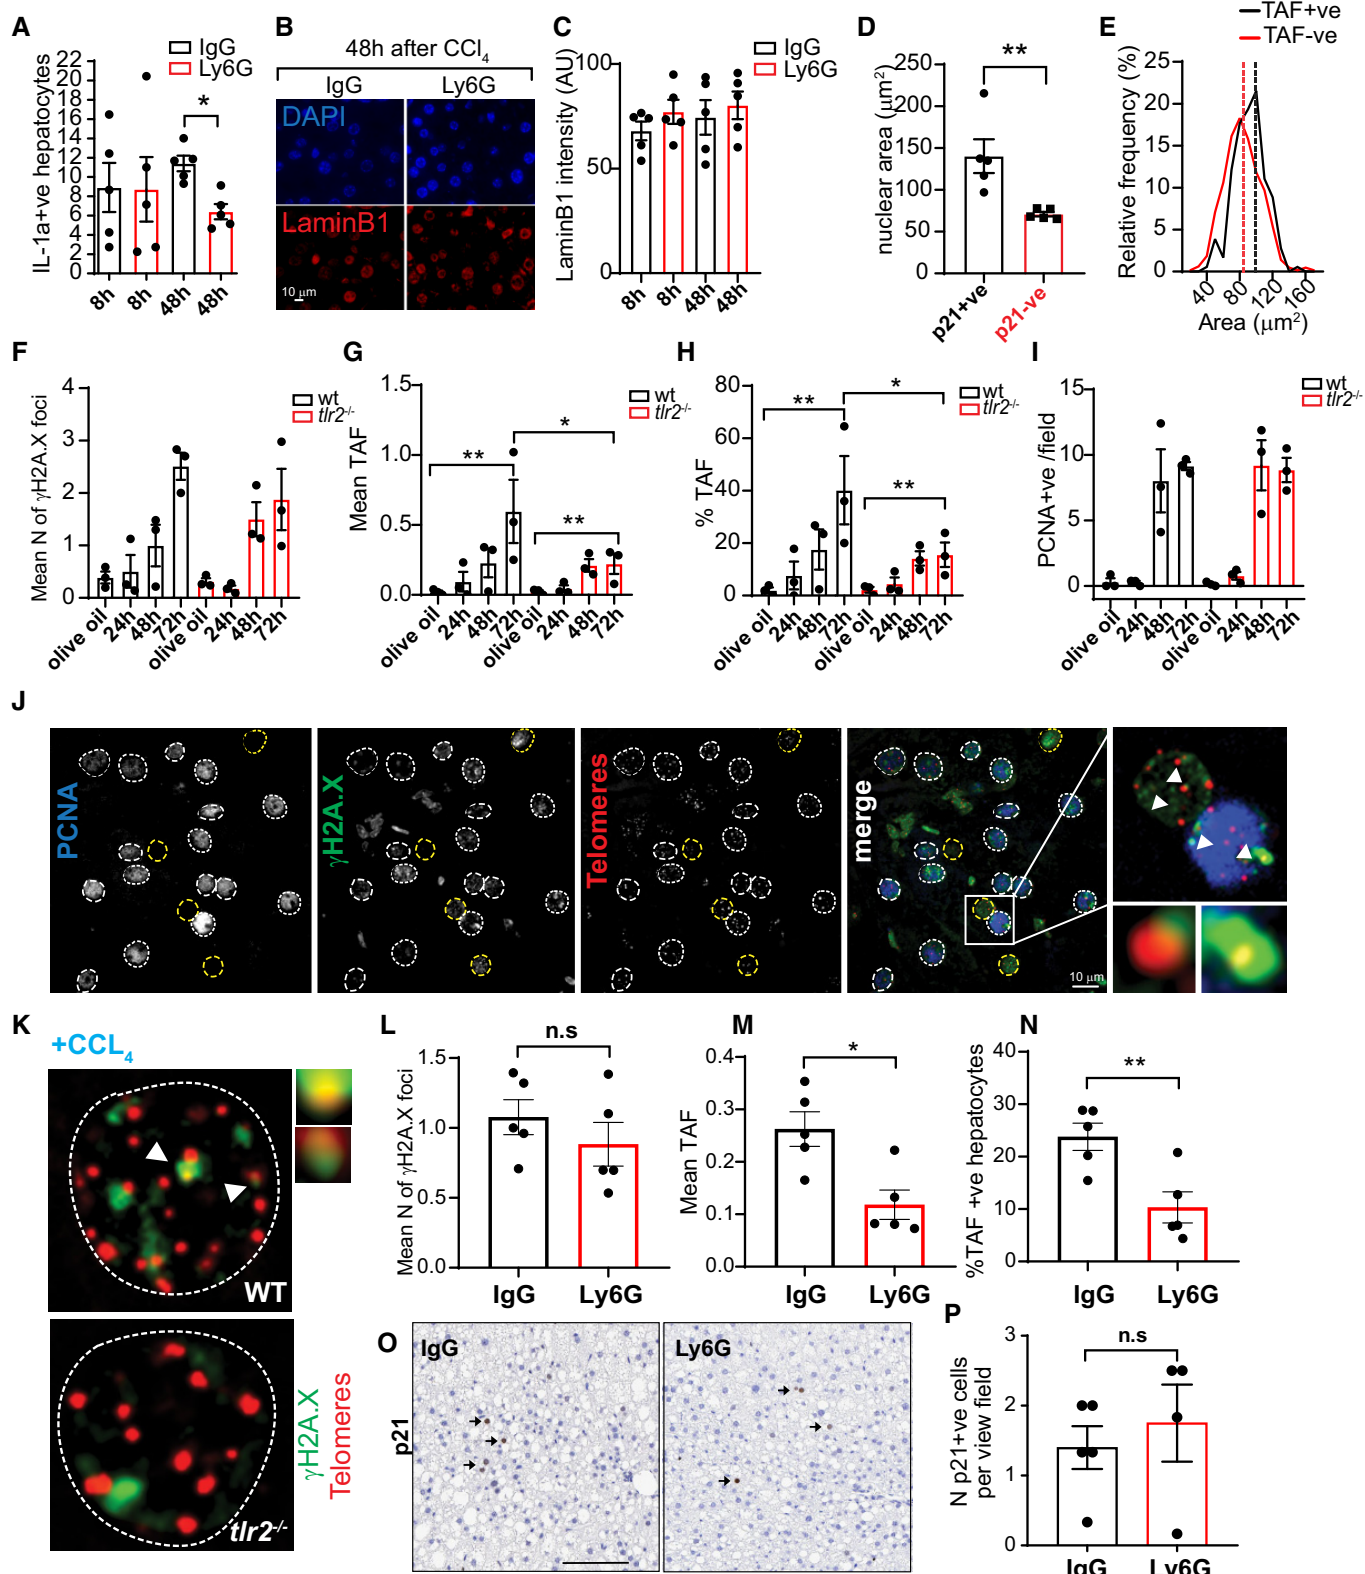 A
IL-1a+ve hepatocytes
22
20
18
16
14
12
10
8
6
4
2
0
IgG
Ly6G
*
8h
8h
48h
48h
B
48h after CCl4
IgG
Ly6G
DAPI
LaminB1
10 μm
C
LaminB1 intensity (AU)
100
50
0
IgG
Ly6G
8h
8h
48h
48h
D
nuclear area (μm2)
250
200
150
100
50
0
**
p21+ve
p21-ve
E
TAF+ve
TAF-ve
Relative frequency (%)
25
20
15
10
5
0
40
80
120
160
Area (μm2)
F
Mean N of γH2A.X foci
4
3
2
1
0
wt
tlr2-/-
olive oil
24h
48h
72h
olive oil
24h
48h
72h
G
Mean TAF
1.5
1.0
0.5
0.0
**
*
**
wt
tlr2-/-
olive oil
24h
48h
72h
olive oil
24h
48h
72h
H
% TAF
80
60
40
20
0
**
*
**
wt
tlr2-/-
olive oil
24h
48h
72h
olive oil
24h
48h
72h
I
PCNA+ve /field
15
10
5
0
wt
tlr2-/-
olive oil
24h
48h
72h
olive oil
24h
48h
72h
J
PCNA
γH2A.X
Telomeres
merge
10 μm
K
+CCL4
WT
tlr2-/-
γH2A.X
Telomeres
L
Mean N of γH2A.X foci
1.5
1.0
0.5
0.0
n.s
IgG
Ly6G
M
Mean TAF
0.4
0.3
0.2
0.1
0.0
*
IgG
Ly6G
N
%TAF +ve hepatocytes
40
30
20
10
0
**
IgG
Ly6G
O
p21
IgG
Ly6G
P
N p21+ve cells
per view field
3
2
1
0
n.s
IgG
Ly6G